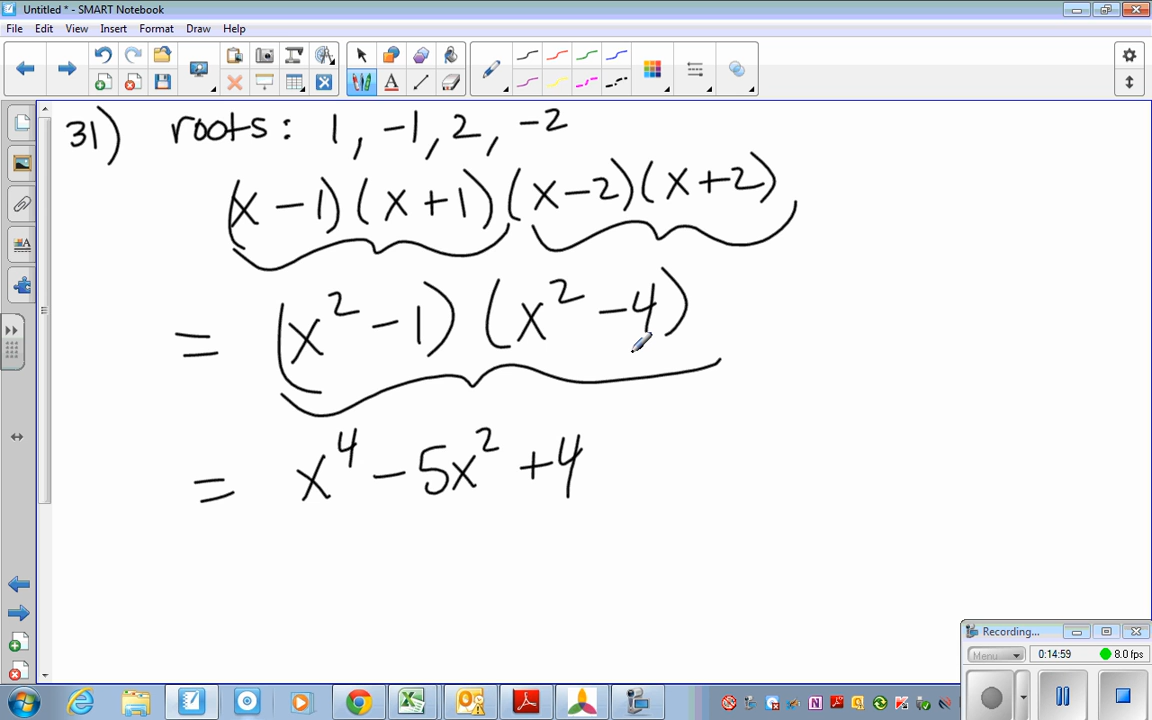 Untitled * - SMART Notebook
File Edit View Insert Format Draw Help
31) roots: 1, -1, 2, -2
(x - 1)(x + 1)(x - 2)(x + 2)
= (x² - 1)(x² - 4)
= x⁴ - 5x² + 4
Recording...
Menu 0:14:59 8.0 fps